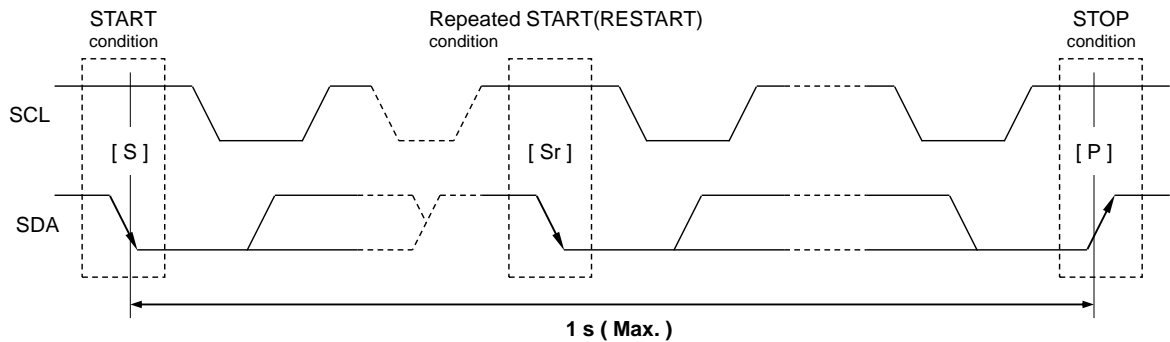 START
condition
Repeated START(RESTART)
condition
STOP
condition
SCL
[ S ]
[ Sr ]
[ P ]
SDA
1 s ( Max. )